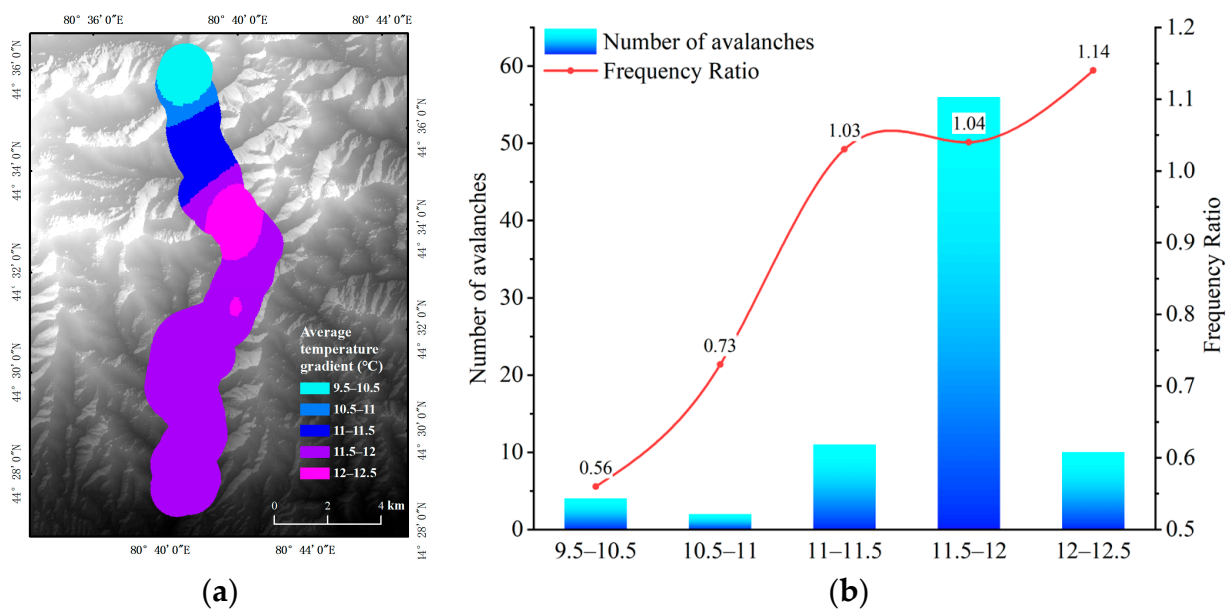 80° 36′ 0″E
80° 40′ 0″E
80° 44′ 0″E
44° 36′ 0″N
44° 34′ 0″N
44° 32′ 0″N
44° 30′ 0″N
44° 28′ 0″N
44° 36′ 0″N
44° 34′ 0″N
44° 32′ 0″N
44° 30′ 0″N
44° 28′ 0″N
80° 40′ 0″E
80° 44′ 0″E
Average
temperature
gradient (°C)
9.5–10.5
10.5–11
11–11.5
11.5–12
12–12.5
0 2 4 km
(a)
Number of avalanches
Frequency Ratio
Number of avalanches
60
50
40
30
20
10
0
0.56
0.73
1.03
1.04
1.14
1.2
1.1
1.0
0.9
0.8
0.7
0.6
0.5
Frequency Ratio
9.5–10.5
10.5–11
11–11.5
11.5–12
12–12.5
(b)